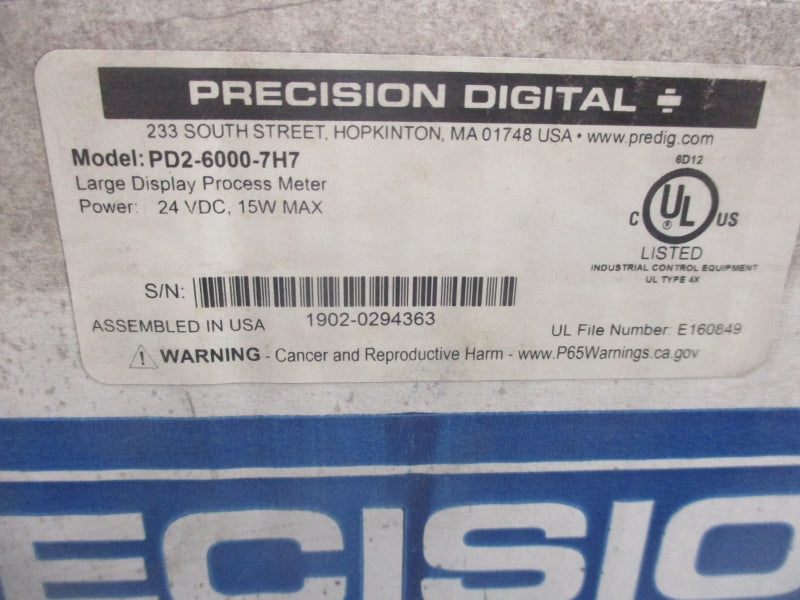 PRECISION DIGITAL
233 SOUTH STREET, HOPKINTON, MA 01748 USA • www.predig.com
Model: PD2-6000-7H7
Large Display Process Meter
Power: 24 VDC, 15W MAX
6D12
C UL US
®
LISTED
INDUSTRIAL CONTROL EQUIPMENT
UL TYPE 4X
S/N:
1902-0294363
ASSEMBLED IN USA
UL File Number: E160849
WARNING - Cancer and Reproductive Harm - www.P65Warnings.ca.gov
ECISIO